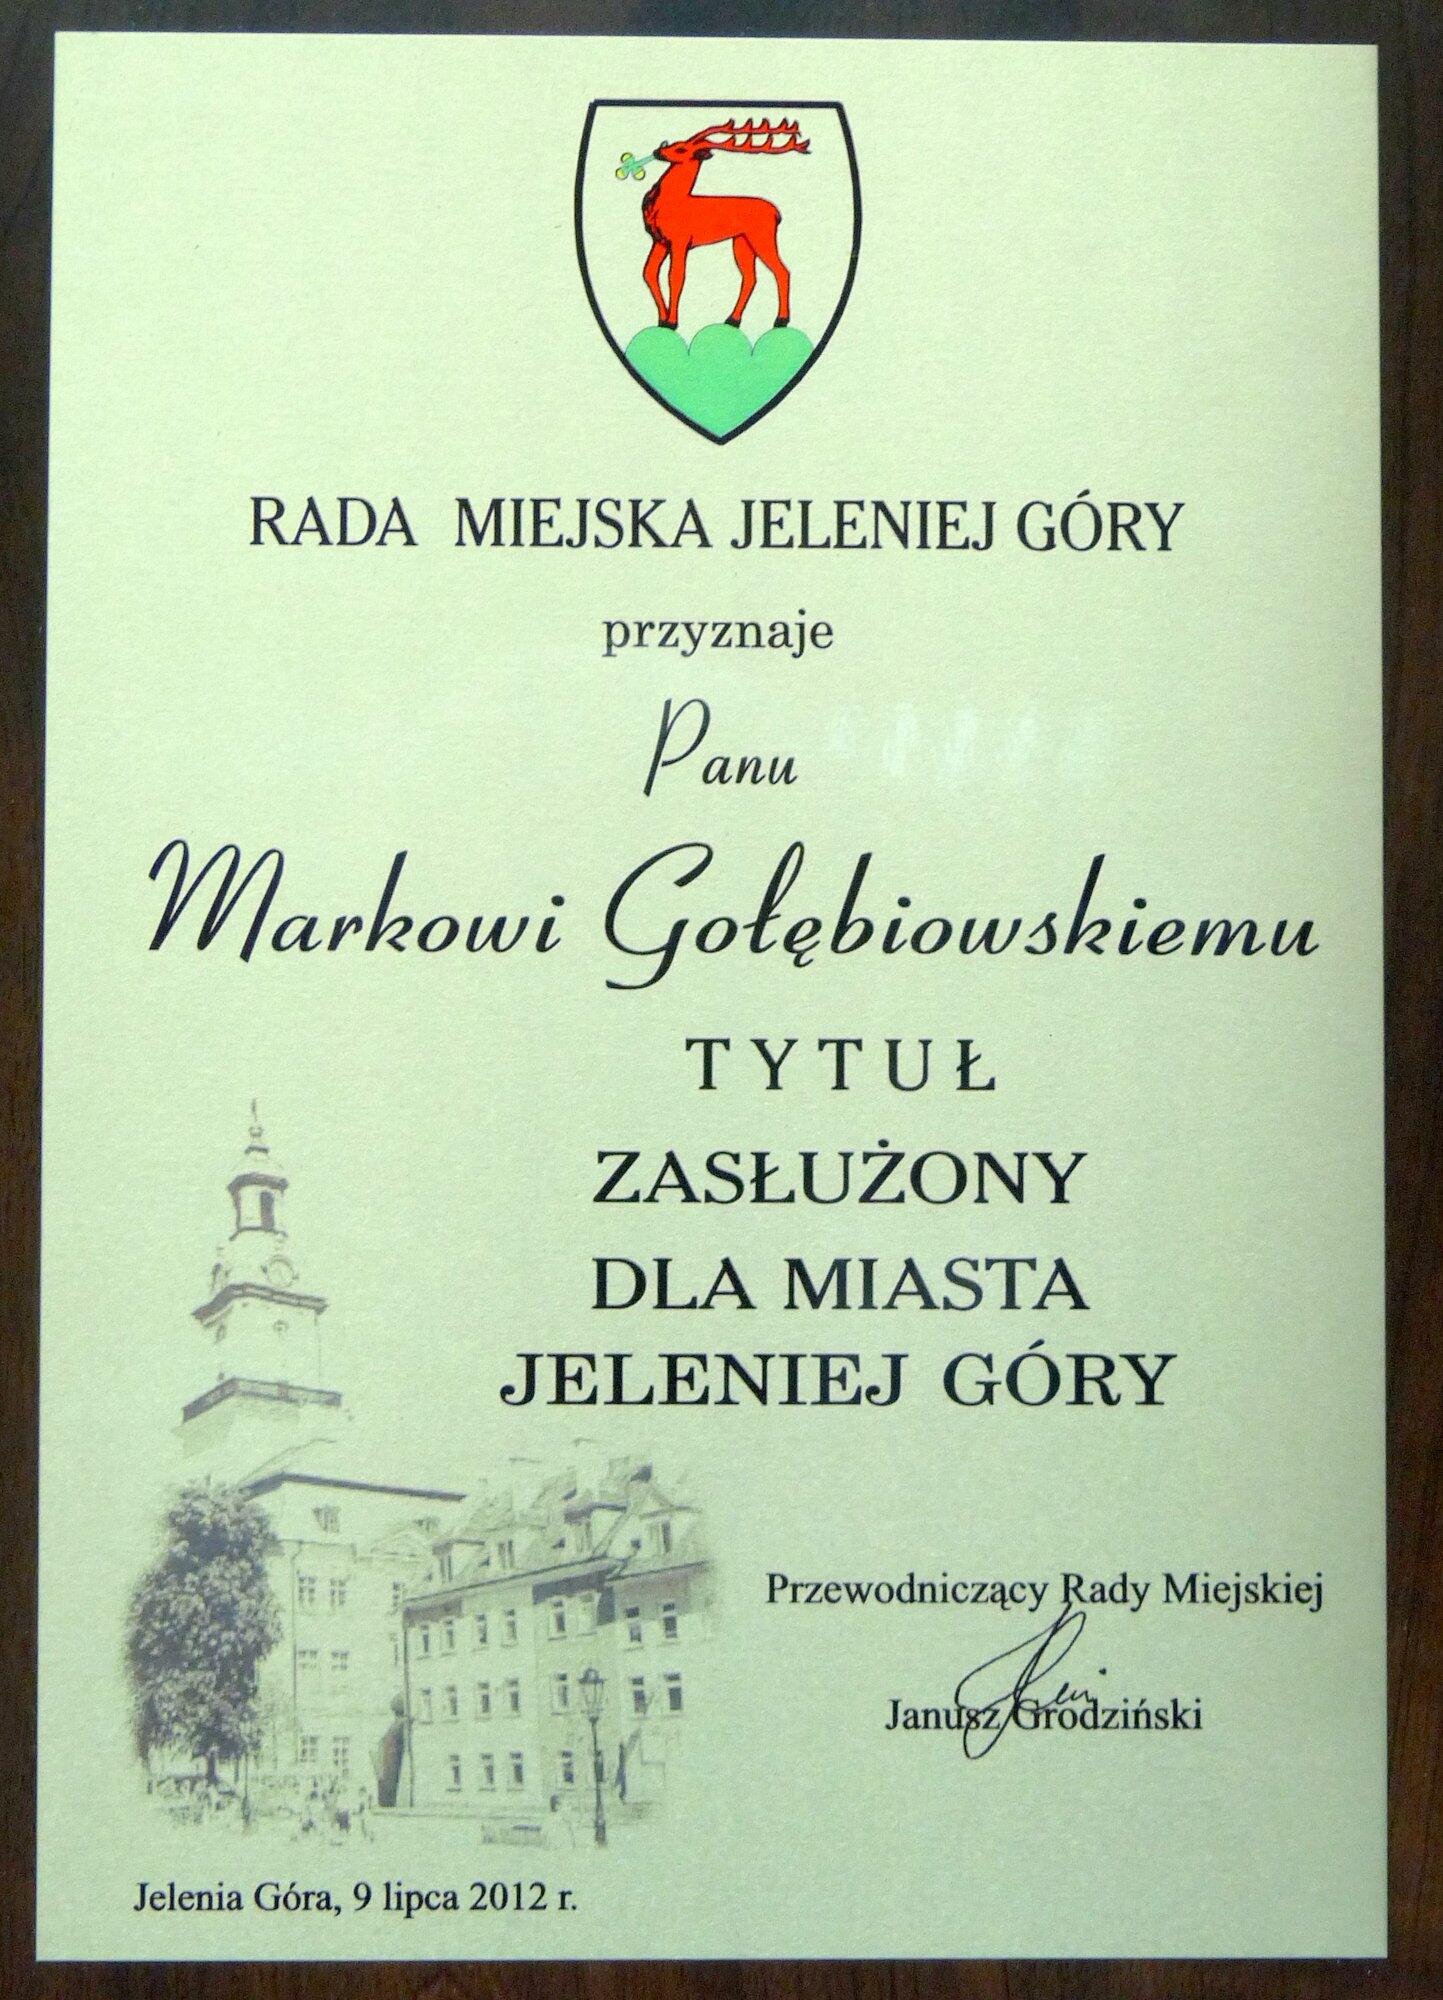 RADA MIEJSKA JELENIEJ GÓRY
przyznaje
Panu
Markowi Gołębiowskiemu
TYTUŁ
ZASŁUŻONY
DLA MIASTA
JELENIEJ GÓRY
Przewodniczący Rady Miejskiej
Janusz Grodziński
Jelenia Góra, 9 lipca 2012 r.